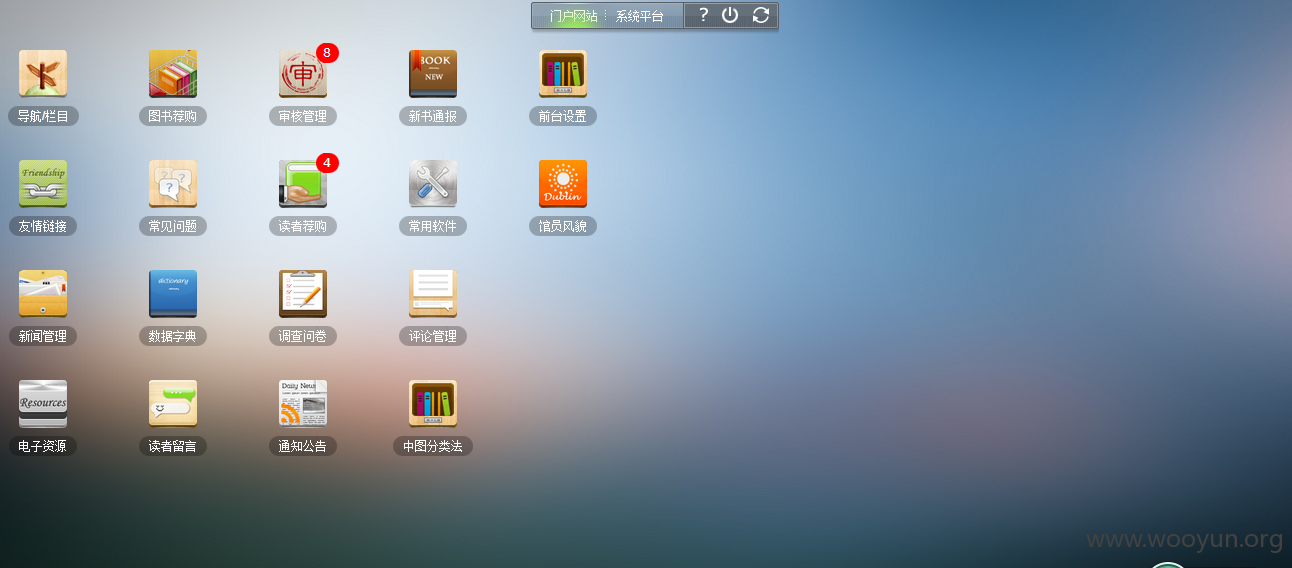 门户网站 系统平台 ?
8
BOOK
NEW
导航/栏目 图书荐购 审核管理 新书通报 前台设置
审
4
Friendship
Dublin
友情链接 常见问题 读者荐购 常用软件 馆员风貌
dictionary
新闻管理 数据字典 调查问卷 评论管理
Resources
Daily News
电子资源 读者留言 通知公告 中图分类法
www.wooyun.org